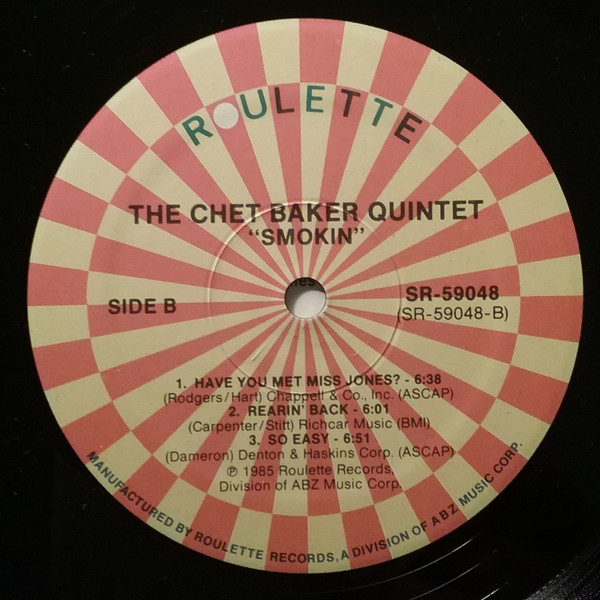 ROULETTE
THE CHET BAKER QUINTET
"SMOKIN"
SIDE B
SR-59048
(SR-59048-B)
1. HAVE YOU MET MISS JONES? - 6:38
(Rodgers/Hart) Chappell & Co., Inc. (ASCAP)
2. REARIN' BACK - 6:01
(Carpenter/Stitt) Richcar Music (BMI)
3. SO EASY - 6:51
(Dameron) Denton & Haskins Corp. (ASCAP)
℗ 1985 Roulette Records,
Division of ABZ Music Corp.
MANUFACTURED BY ROULETTE RECORDS, A DIVISION OF ABZ MUSIC CORP.